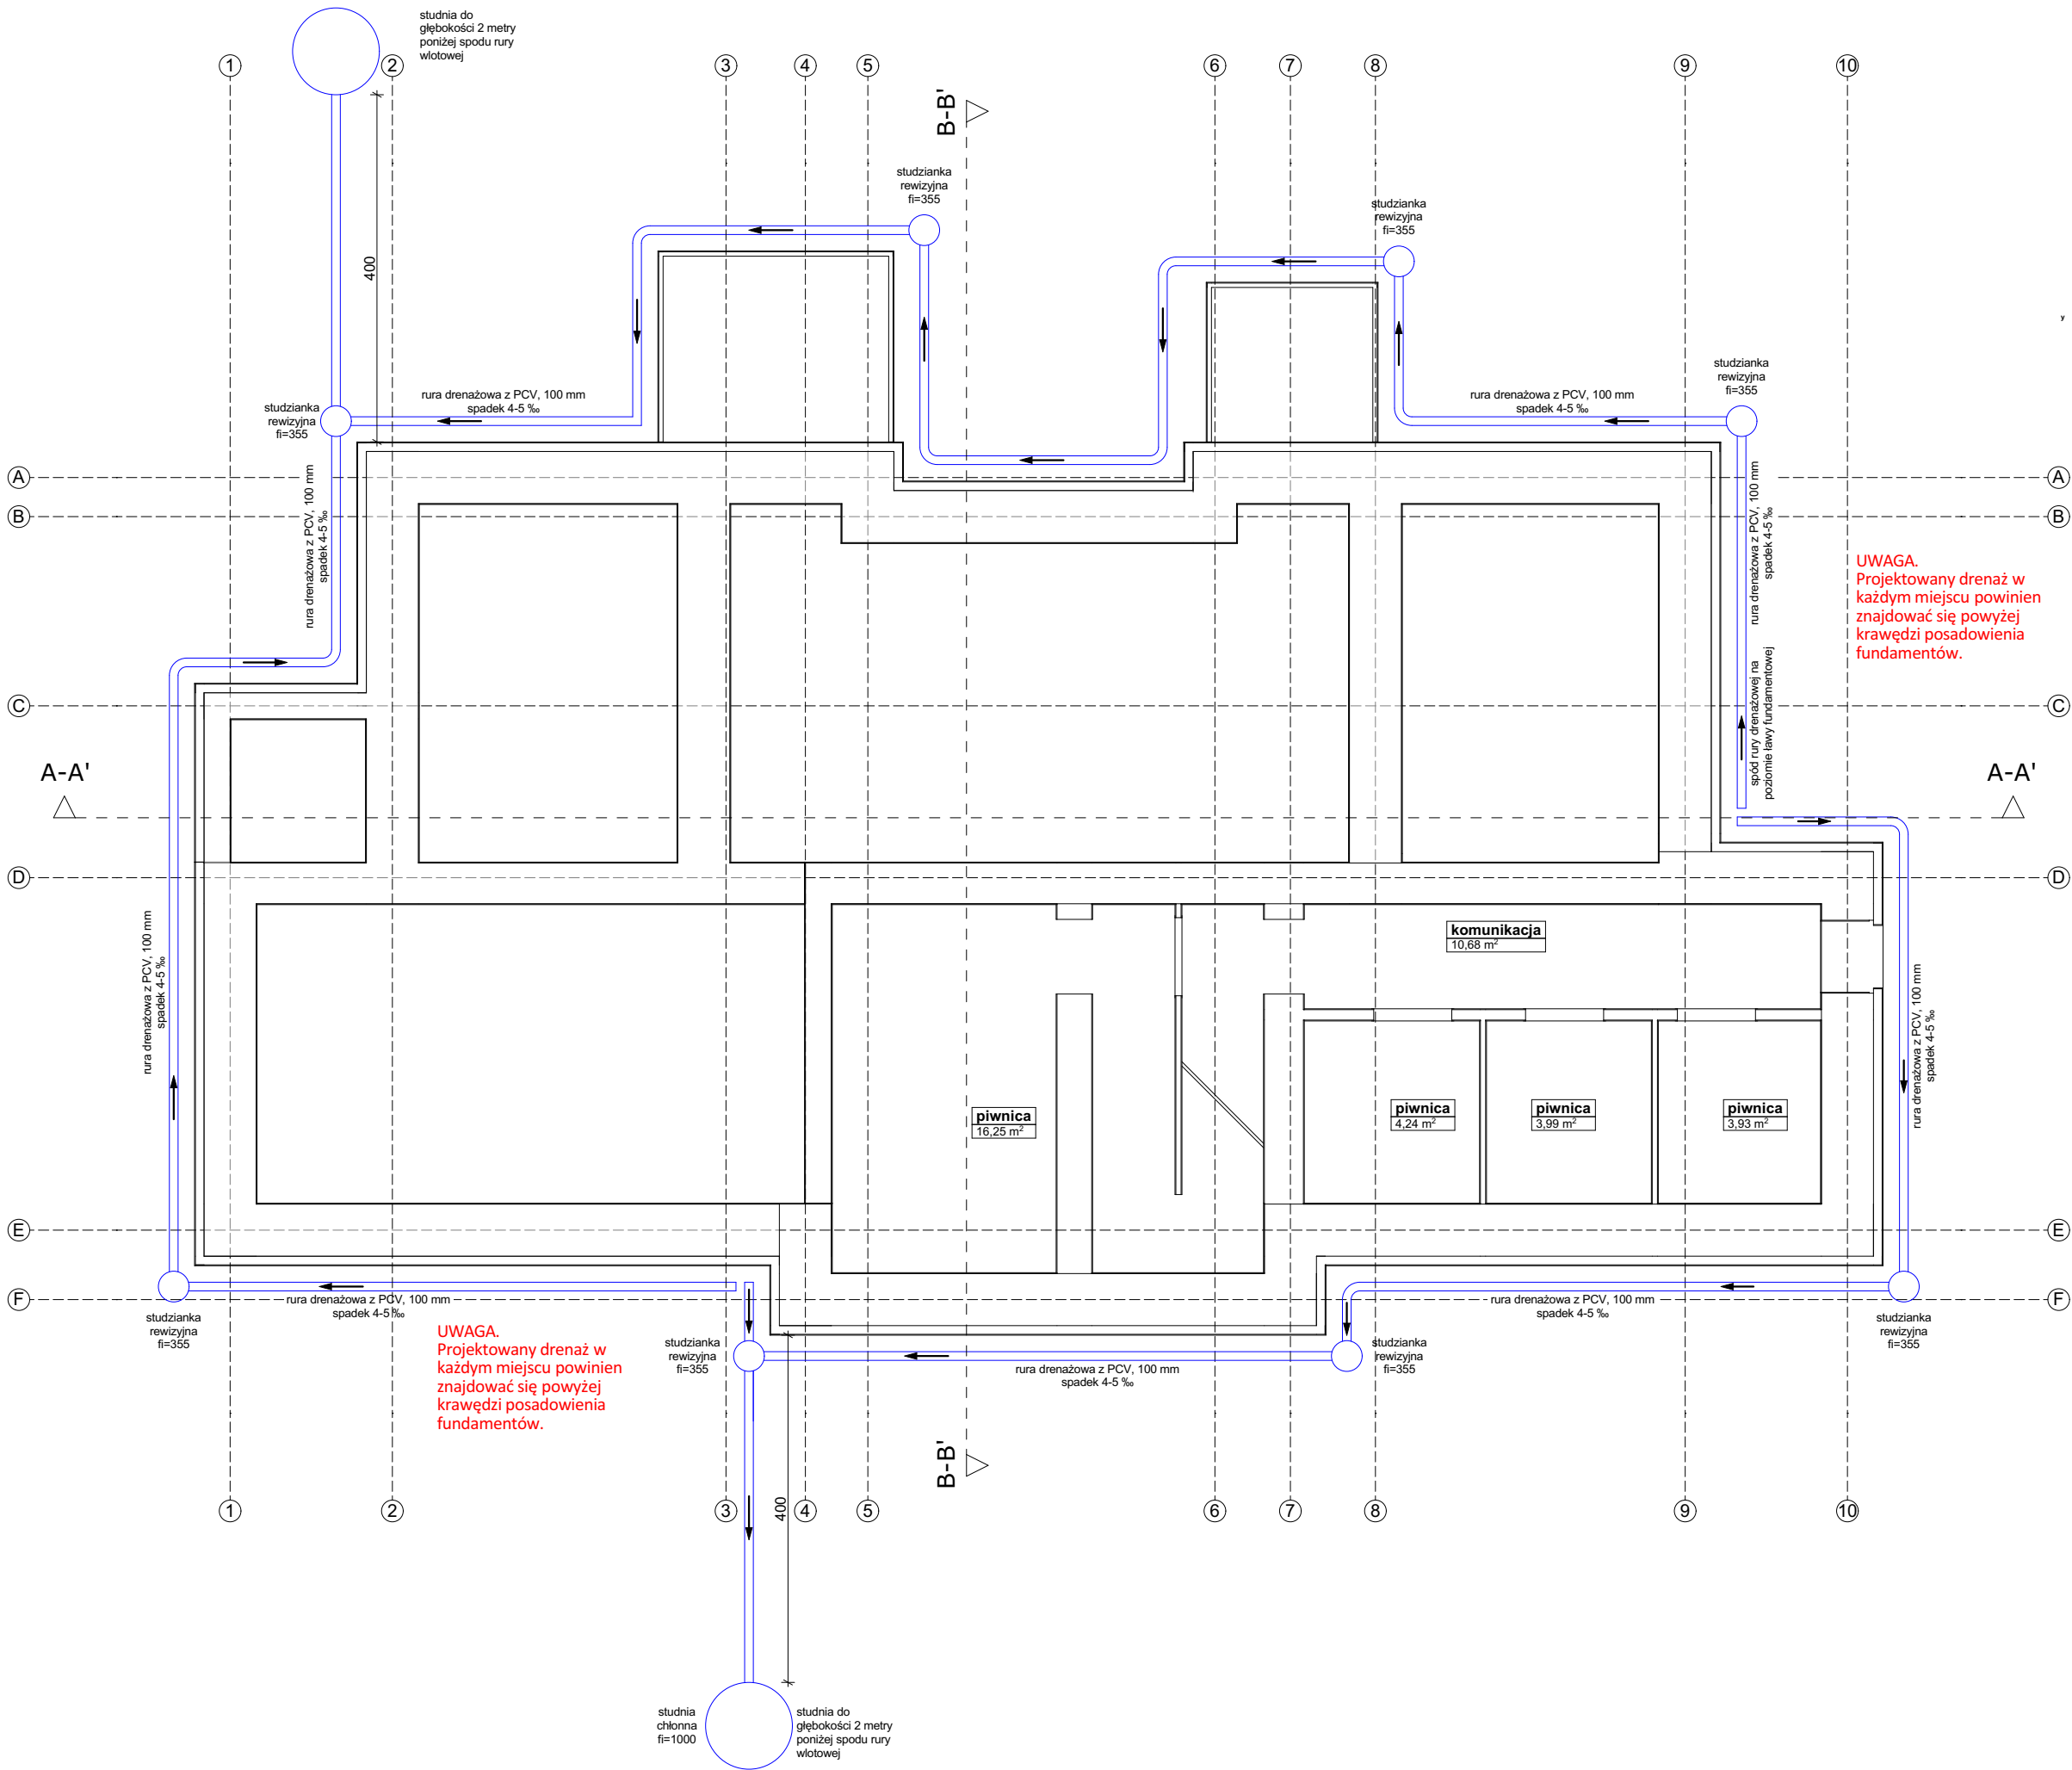 studnia do
głębokości 2 metry
poniżej spodu rury
wlotowej
1
2
3
4
5
6
7
8
9
10
B-B'
studzianka
rewizyjna
fi=355
studzianka
rewizyjna
fi=355
400
y
studzianka
rewizyjna
fi=355
rura drenażowa z PCV, 100 mm
spadek 4-5 ‰
rura drenażowa z PCV, 100 mm
spadek 4-5 ‰
studzianka
rewizyjna
fi=355
A
A
B
B
rura drenażowa z PCV, 100 mm
spadek 4-5 ‰
rura drenażowa z PCV, 100 mm
spadek 4-5 ‰
UWAGA.
Projektowany drenaż w
każdym miejscu powinien
znajdować się powyżej
krawędzi posadowienia
fundamentów.
spód rury drenażowej na
poziomie ławy fundamentowej
C
C
A-A'
A-A'
D
D
komunikacja
10,68 m²
rura drenażowa z PCV, 100 mm
spadek 4-5 ‰
rura drenażowa z PCV, 100 mm
spadek 4-5 ‰
piwnica
16,25 m²
piwnica
4,24 m²
piwnica
3,99 m²
piwnica
3,93 m²
E
E
F
F
rura drenażowa z PCV, 100 mm
spadek 4-5 ‰
rura drenażowa z PCV, 100 mm
spadek 4-5 ‰
studzianka
rewizyjna
fi=355
studzianka
rewizyjna
fi=355
UWAGA.
Projektowany drenaż w
każdym miejscu powinien
znajdować się powyżej
krawędzi posadowienia
fundamentów.
studzianka
rewizyjna
fi=355
studzianka
rewizyjna
fi=355
rura drenażowa z PCV, 100 mm
spadek 4-5 ‰
B-B'
400
1
2
3
4
5
6
7
8
9
10
studnia
chłonna
fi=1000
studnia do
głębokości 2 metry
poniżej spodu rury
wlotowej